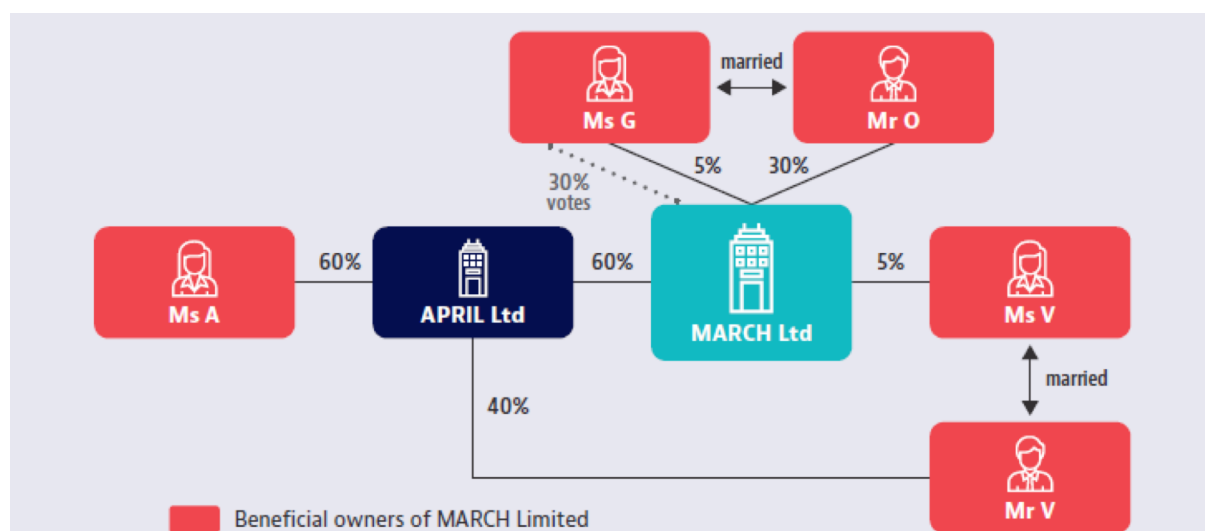 married
Ms G
Mr O
5%
30%
30%
votes
60%
60%
5%
Ms A
APRIL Ltd
MARCH Ltd
Ms V
married
40%
Mr V
Beneficial owners of MARCH Limited